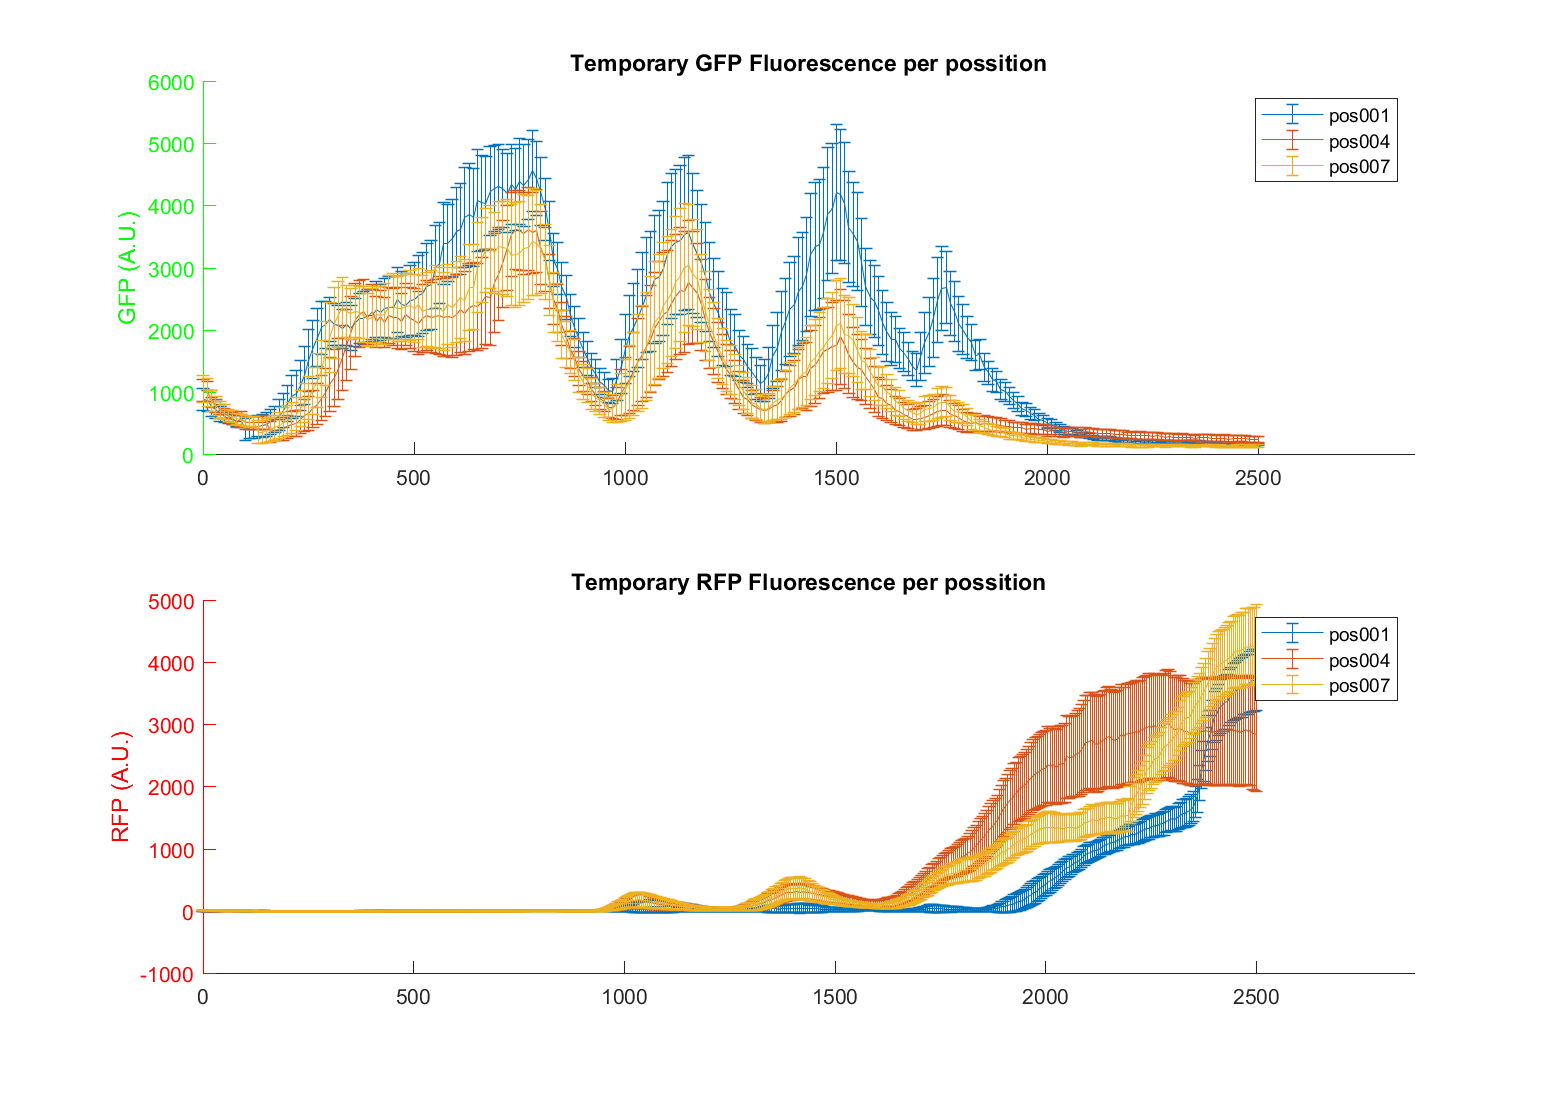 Temporary GFP Fluorescence per possition
GFP (A.U.)
6000
5000
4000
3000
2000
1000
0
0 500 1000 1500 2000 2500
pos001
pos004
pos007
Temporary RFP Fluorescence per possition
RFP (A.U.)
5000
4000
3000
2000
1000
0
-1000
0 500 1000 1500 2000 2500
pos001
pos004
pos007